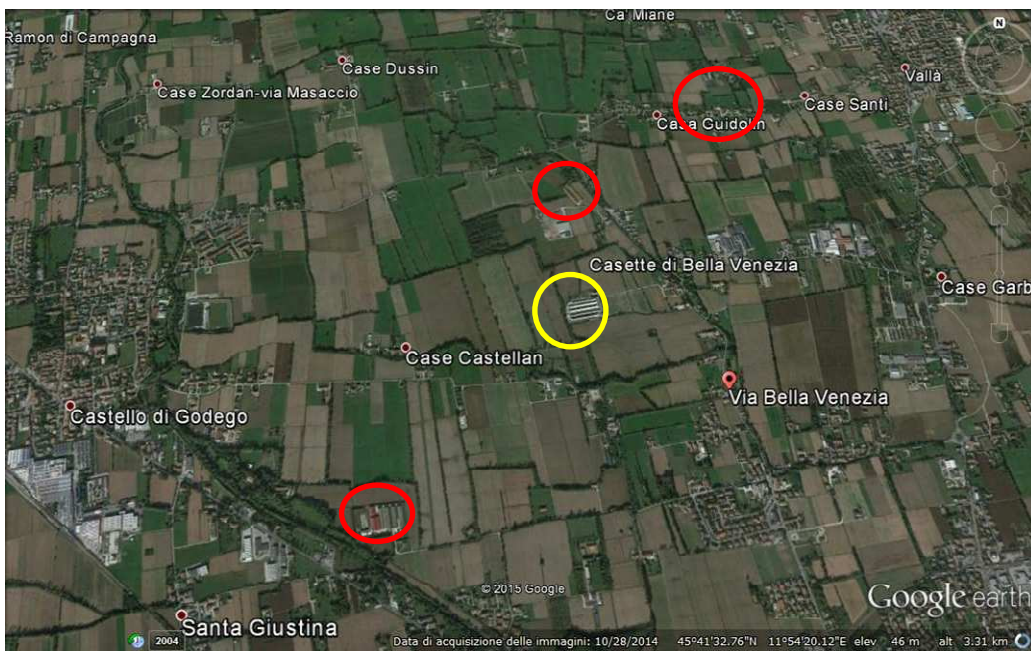 Ca' Miane
Ramon di Campagna
Case Dussin
Vallà
Case Zordan-via Masaccio
Case Santi
Casa Guidolin
Casette di Bella Venezia
Case Garb
Case Castellan
Via Bella Venezia
Castello di Godego
© 2015 Google
Google earth
Santa Giustina
2004
Data di acquisizione delle immagini: 10/28/2014 45°41'32.76"N 11°54'20.12"E elev 46 m alt 3.31 km
N